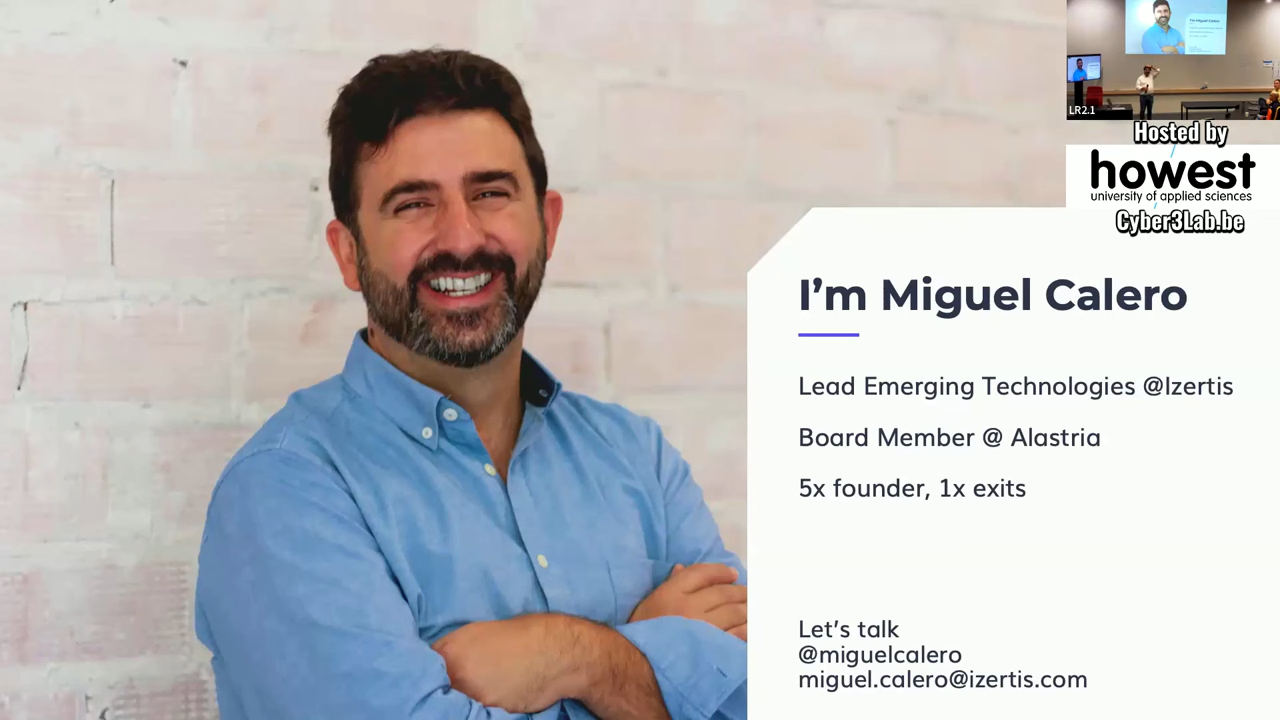 LR2.1
Hosted by
howest
university of applied sciences
Cyber3Lab.be
I'm Miguel Calero
Lead Emerging Technologies @Izertis
Board Member @ Alastria
5x founder, 1x exits
Let's talk
@miguelcalero
miguel.calero@izertis.com